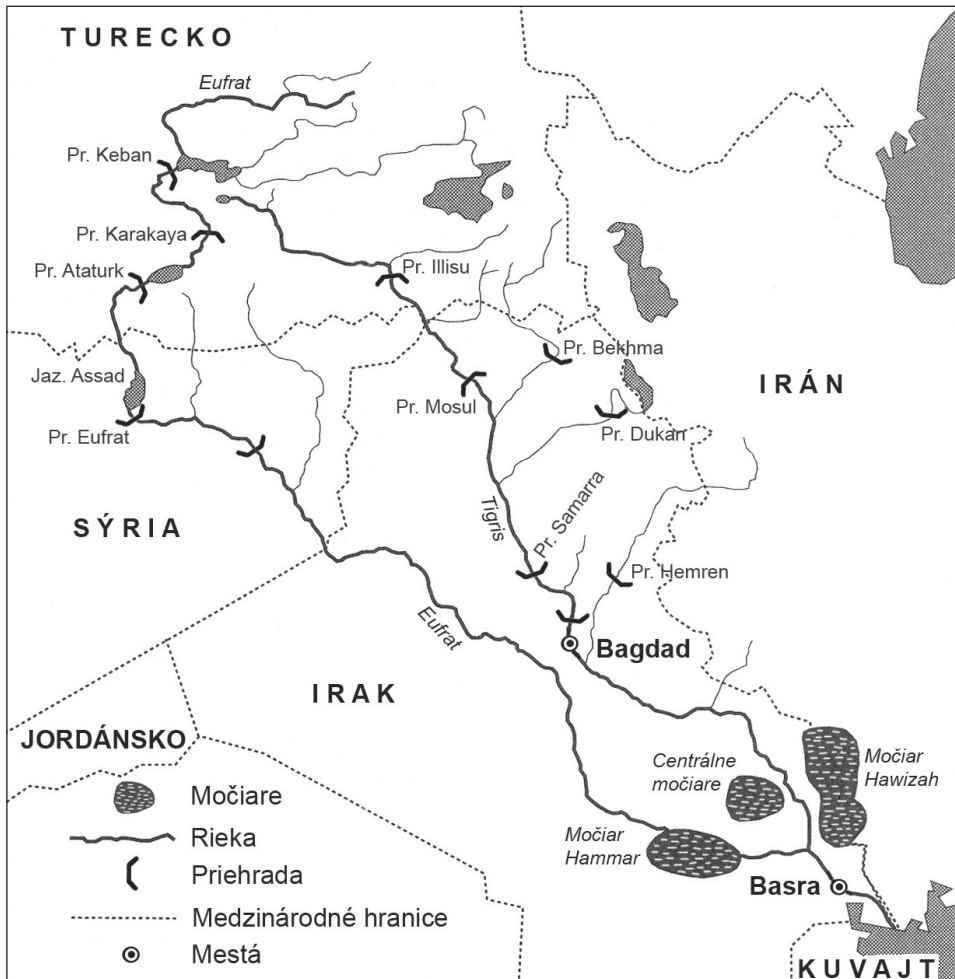 TURECKO
Eufrat
Pr. Keban
Pr. Karakaya
Pr. Ataturk
Pr. Illisu
Pr. Bekhma
Jaz. Assad
Pr. Mosul
IRÁN
Pr. Eufrat
Pr. Dukan
SÝRIA
Tigris
Pr. Samarra
Pr. Hemren
Eufrat
Bagdad
IRAK
JORDÁNSKO
Centrálne
močiare
Močiar
Hawizah
Močiar
Hammar
Basra
KUVAJT
Močiare
Rieka
Priehrada
Medzinárodné hranice
Mestá